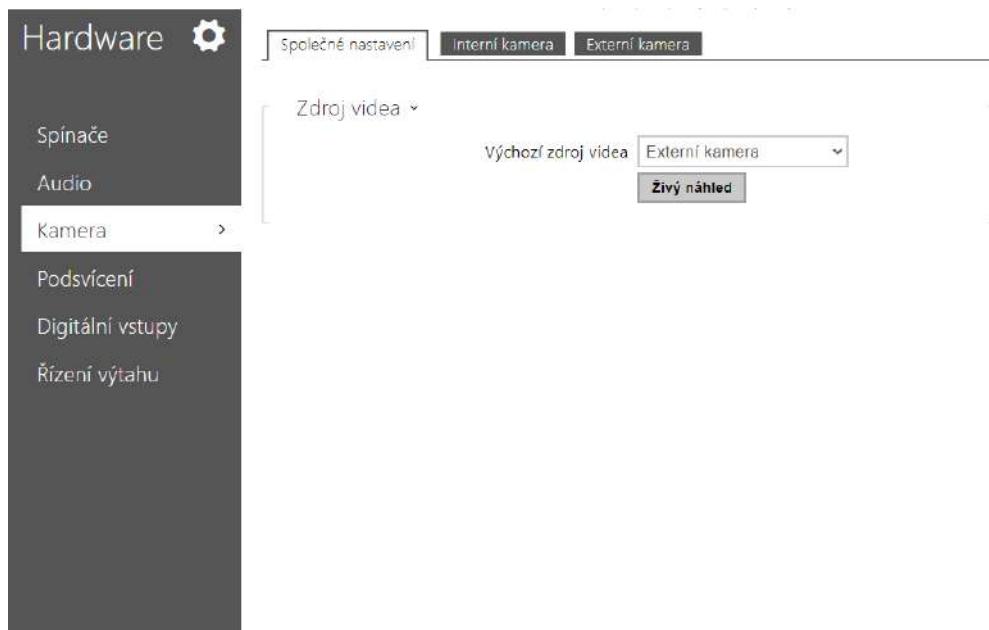 Hardware
Společné nastavení
Interní kamera
Externí kamera
Zdroj videa
Výchozí zdroj videa
Externí kamera
Živý náhled
Spínače
Audio
Kamera
Podsvícení
Digitální vstupy
Řízení výtahu